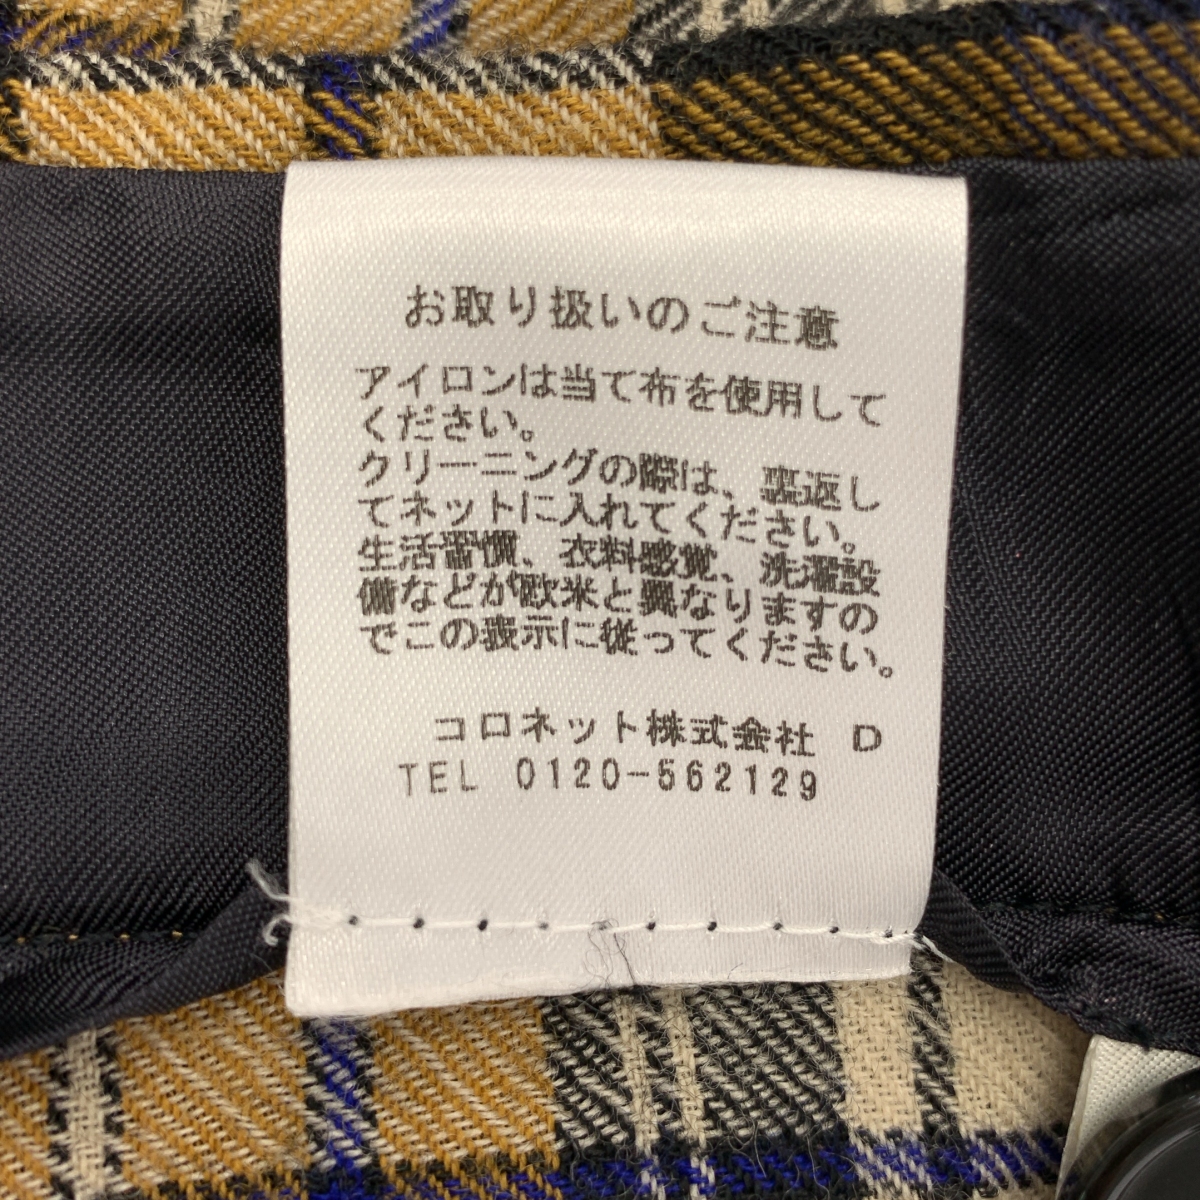 お取り扱いのご注意
アイロンは当て布を使用して
ください。
クリーニングの際は、裏返し
てネットに入れてください。
生活習慣、衣料感覚、洗濯設
備などが欧米と異なりますの
でこの表示に従ってください。
コロネット株式会社 D
TEL 0120-562129